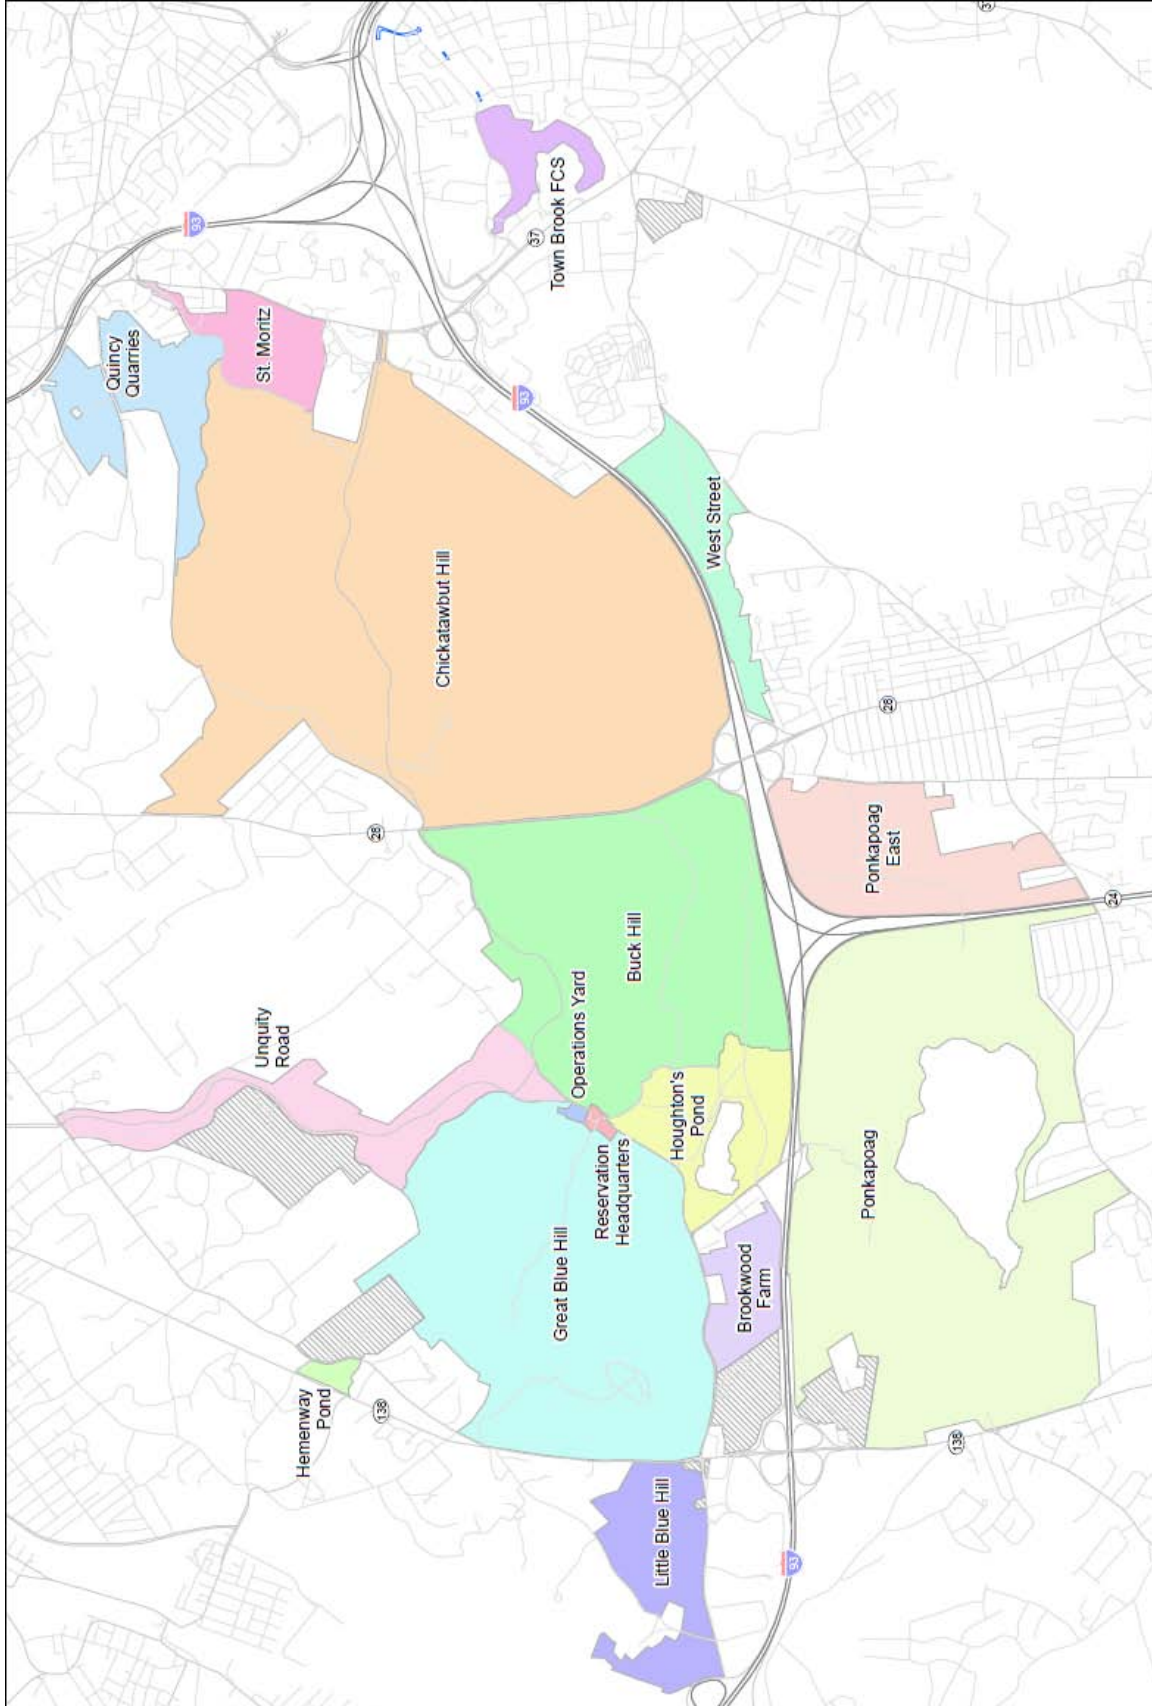 Hemenway
Pond
138
Unquity
Road
28
Quincy
Quarries
93
St. Moritz
Chickatawbut Hill
Great Blue Hill
Operations Yard
Reservation
Headquarters
Buck Hill
Town Brook FCS
37
93
Little Blue Hill
Houghton's
Pond
West Street
Brookwood
Farm
93
Ponkapoag
Ponkapoag
East
28
138
24